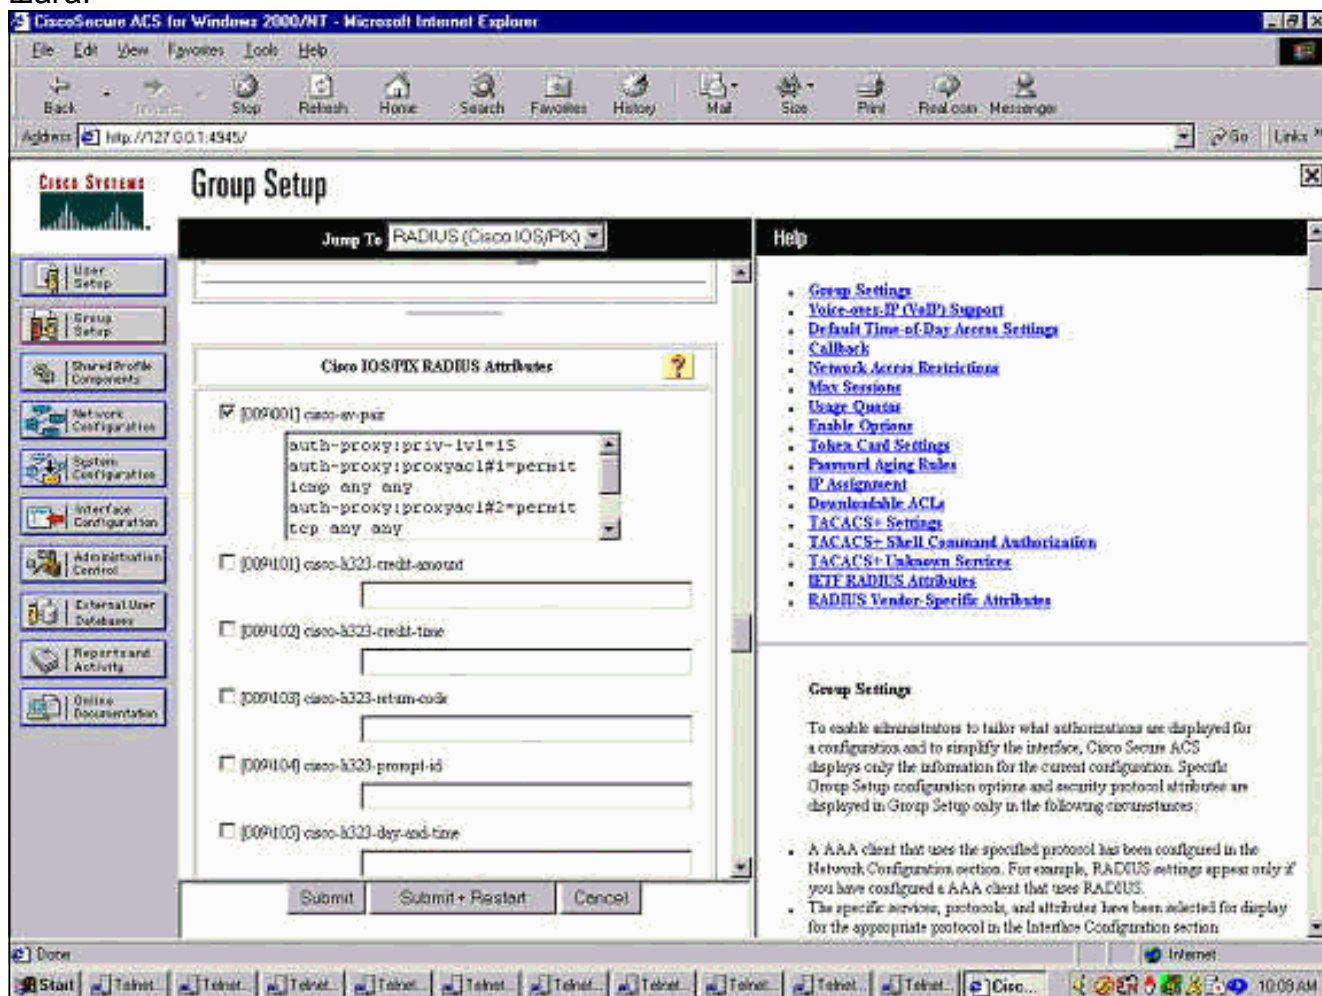 шага.
CiscoSecure ACS for Windows 2000/NT - Microsoft Internet Explorer
File Edit View Favorites Tools Help
Back Stop Refresh Home Search Favorites History Mail Size Print Real.com Messenger
Address http://127.0.0.1:4945/ Go Links »
CISCO SYSTEMS
Group Setup
Jump To RADIUS (Cisco IOS/PIX)
Help
User
Setup
Group
Setup
Shared Profile
Components
Network
Configuration
System
Configuration
Interface
Configuration
Administration
Control
External User
Databases
Reports and
Activity
Online
Documentation
Cisco IOS/PIX RADIUS Attributes
?
[009\001] cisco-av-pair
auth-proxy:priv-lvl=15
auth-proxy:proxyacl#1=permit
icmp any any
auth-proxy:proxyacl#2=permit
tcp any any
[009\101] cisco-h323-credit-amount
[009\102] cisco-h323-credit-time
[009\103] cisco-h323-return-code
[009\104] cisco-h323-prompt-id
[009\105] cisco-h323-day-and-time
Submit Submit + Restart Cancel
Group Settings
Voice-over-IP (VoIP) Support
Default Time-of-Day Access Settings
Callback
Network Access Restrictions
Max Sessions
Usage Quotas
Enable Options
Token Card Settings
Password Aging Rules
IP Assignment
Downloadable ACLs
TACACS+ Settings
TACACS+ Shell Command Authorization
TACACS+ Unknown Services
IETF RADIUS Attributes
RADIUS Vendor-Specific Attributes
Group Settings
To enable administrators to tailor what authorizations are displayed for
a configuration and to simplify the interface, Cisco Secure ACS
displays only the information for the current configuration. Specific
Group Setup configuration options and security protocol attributes are
displayed in Group Setup only in the following circumstances:
A AAA client that uses the specified protocol has been configured in the
Network Configuration section. For example, RADIUS settings appear only if
you have configured a AAA client that uses RADIUS.
The specific services, protocols, and attributes have been selected for display
for the appropriate protocol in the Interface Configuration section
Done Internet
Start Telnet... Telnet... Telnet... Telnet... Telnet... Telnet... Telnet... Telnet... Telnet... Telnet... Cisc... 10:09 AM